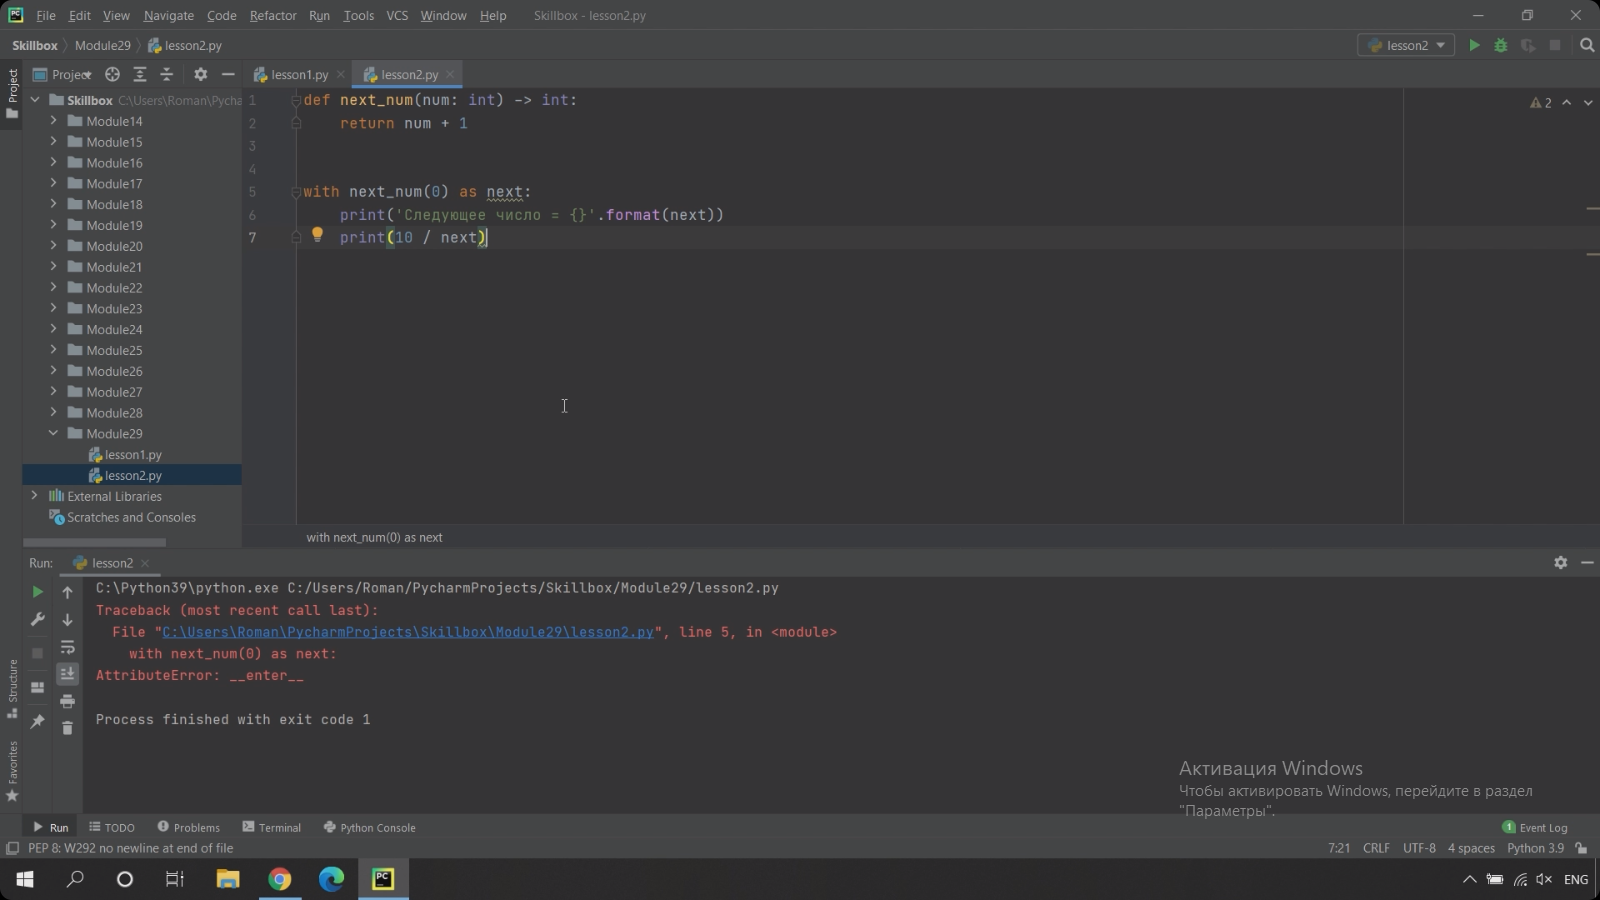 File Edit View Navigate Code Refactor Run Tools VCS Window Help Skillbox - lesson2.py
Skillbox Module29 lesson2.py lesson2
Project lesson1.py lesson2.py
Project
Skillbox C:\Users\Roman\Pycha
Module14
Module15
Module16
Module17
Module18
Module19
Module20
Module21
Module22
Module23
Module24
Module25
Module26
Module27
Module28
Module29
lesson1.py
lesson2.py
External Libraries
Scratches and Consoles
1 def next_num(num: int) -> int:
2 return num + 1
3
4
5 with next_num(0) as next:
6 print('Следующее число = {}'.format(next))
7 print(10 / next)
2
with next_num(0) as next
Run: lesson2
C:\Python39\python.exe C:/Users/Roman/PycharmProjects/Skillbox/Module29/lesson2.py
Traceback (most recent call last):
File "C:\Users\Roman\PycharmProjects\Skillbox\Module29\lesson2.py", line 5, in <module>
with next_num(0) as next:
AttributeError: __enter__
Process finished with exit code 1
Structure
Favorites
Активация Windows
Чтобы активировать Windows, перейдите в раздел
"Параметры".
Run TODO Problems Terminal Python Console 1 Event Log
PEP 8: W292 no newline at end of file 7:21 CRLF UTF-8 4 spaces Python 3.9
ENG